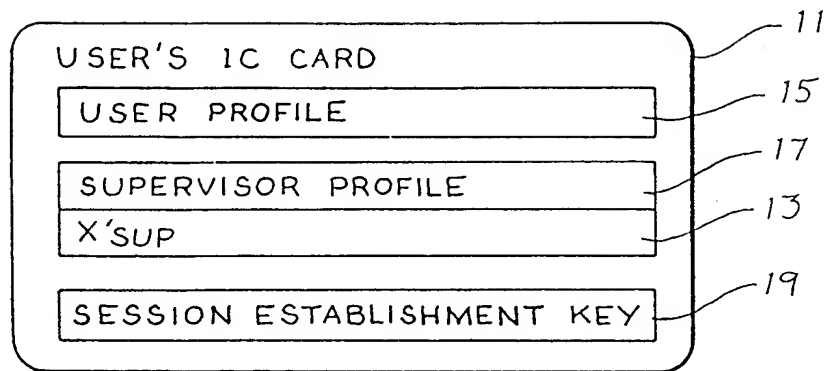 11
USER'S IC CARD
USER PROFILE
15
17
SUPERVISOR PROFILE
X'SUP
13
19
SESSION ESTABLISHMENT KEY